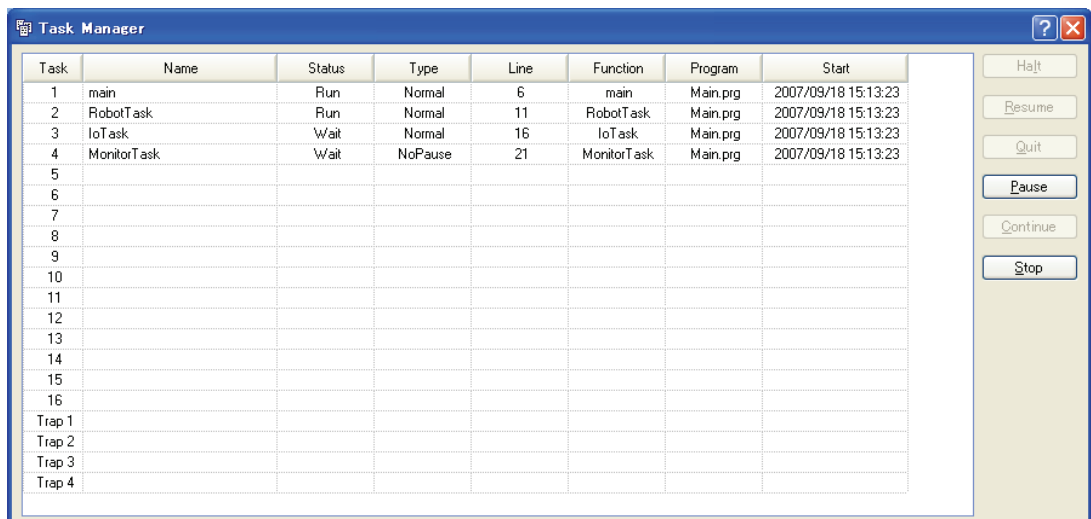 Task Manager
Task Name Status Type Line Function Program Start
1 main Run Normal 6 main Main.prg 2007/09/18 15:13:23
2 RobotTask Run Normal 11 RobotTask Main.prg 2007/09/18 15:13:23
3 IoTask Wait Normal 16 IoTask Main.prg 2007/09/18 15:13:23
4 MonitorTask Wait NoPause 21 MonitorTask Main.prg 2007/09/18 15:13:23
5
6
7
8
9
10
11
12
13
14
15
16
Trap 1
Trap 2
Trap 3
Trap 4
Halt
Resume
Quit
Pause
Continue
Stop